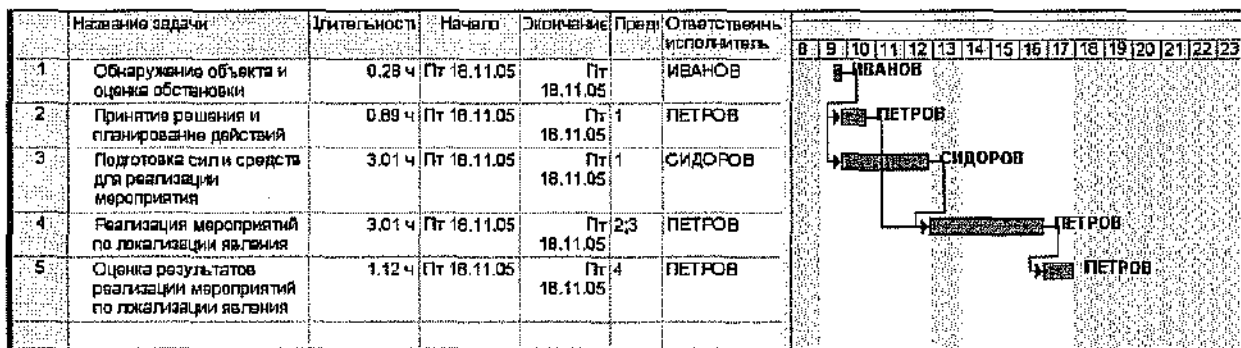 Название задачи Длительность Начало Окончание Пред Ответственнь
исполнитель
8 9 10 11 12 13 14 15 16 17 18 19 20 21 22 23
1 Обнаружение объекта и 0.28 ч Пт 18.11.05 Пт ИВАНОВ ИВАНОВ
оценка обстановки 18.11.05
2 Принятие решения и 0.89 ч Пт 18.11.05 Пт 1 ПЕТРОВ ПЕТРОВ
планирование действий 18.11.05
3 Подготовка сил и средств 3.01 ч Пт 18.11.05 Пт 1 СИДОРОВ СИДОРОВ
для реализации 18.11.05
мероприятия
4 Реализация мероприятий 3.01 ч Пт 18.11.05 Пт 2;3 ПЕТРОВ ПЕТРОВ
по локализации явления 18.11.05
5 Оценка результатов 1.12 ч Пт 18.11.05 Пт 4 ПЕТРОВ ПЕТРОВ
реализации мероприятий 18.11.05
по локализации явления